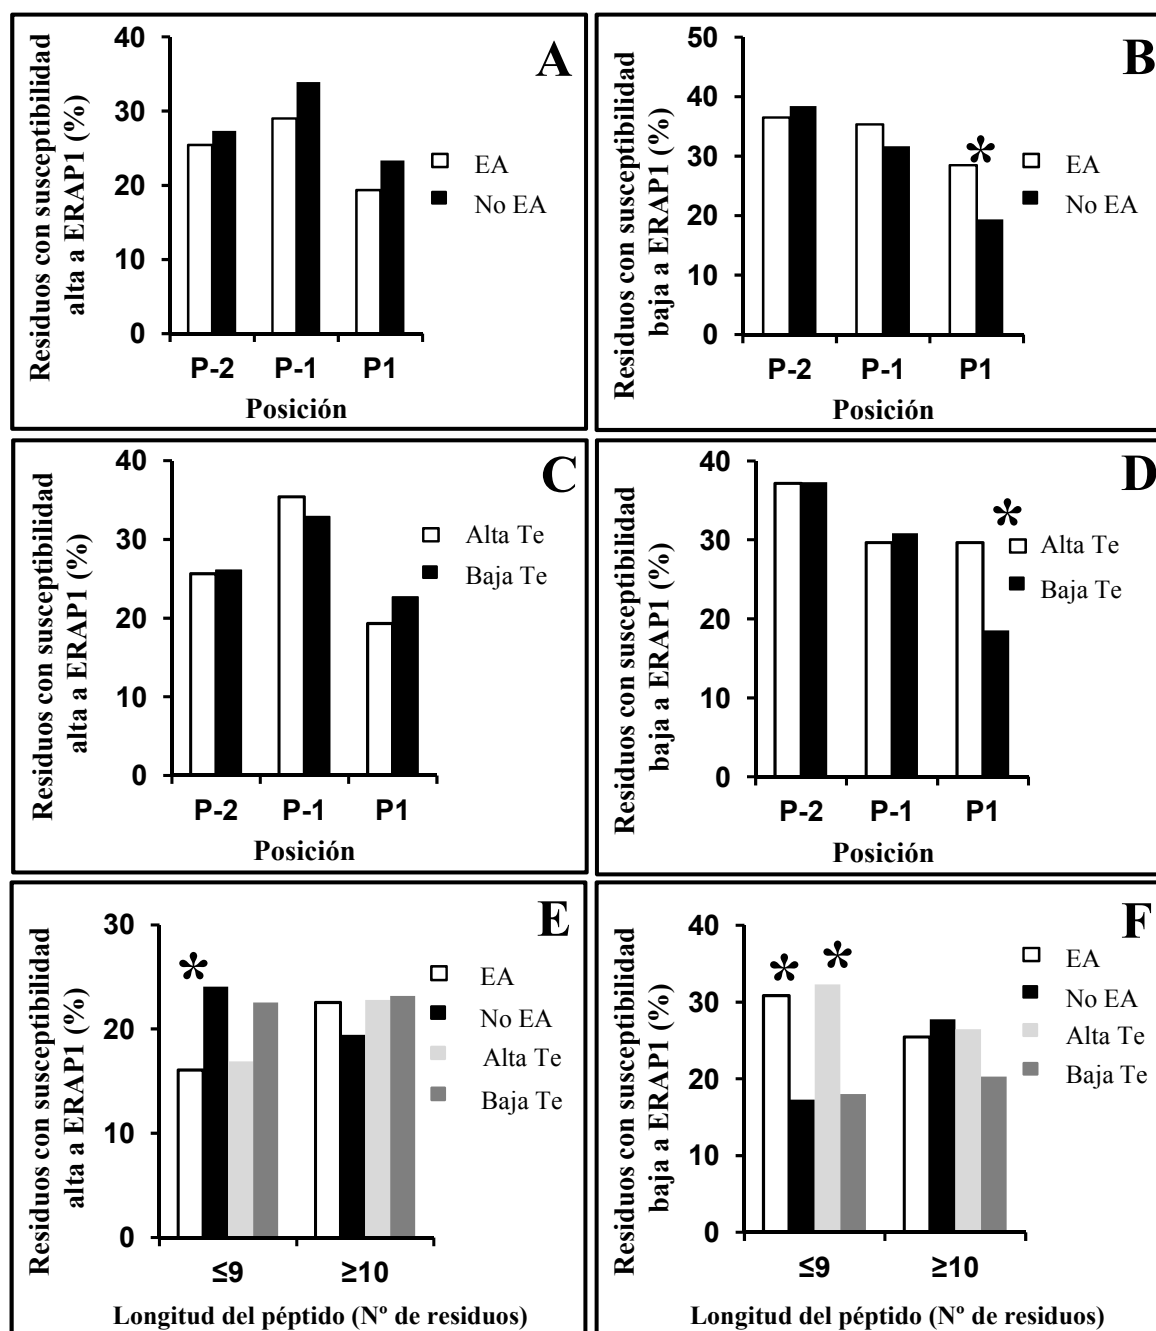 A
Residuos con susceptibilidad
alta a ERAP1 (%)
40
30
20
10
0
P-2 P-1 P1
Posición
EA
No EA
B
Residuos con susceptibilidad
baja a ERAP1 (%)
50
40
30
20
10
0
*
P-2 P-1 P1
Posición
EA
No EA
C
Residuos con susceptibilidad
alta a ERAP1 (%)
40
30
20
10
0
P-2 P-1 P1
Posición
Alta Te
Baja Te
D
Residuos con susceptibilidad
baja a ERAP1 (%)
40
30
20
10
0
*
P-2 P-1 P1
Posición
Alta Te
Baja Te
E
Residuos con susceptibilidad
alta a ERAP1 (%)
30
20
10
0
*
≤9 ≥10
Longitud del péptido (Nº de residuos)
EA
No EA
Alta Te
Baja Te
F
Residuos con susceptibilidad
baja a ERAP1 (%)
40
30
20
10
0
* *
≤9 ≥10
Longitud del péptido (Nº de residuos)
EA
No EA
Alta Te
Baja Te